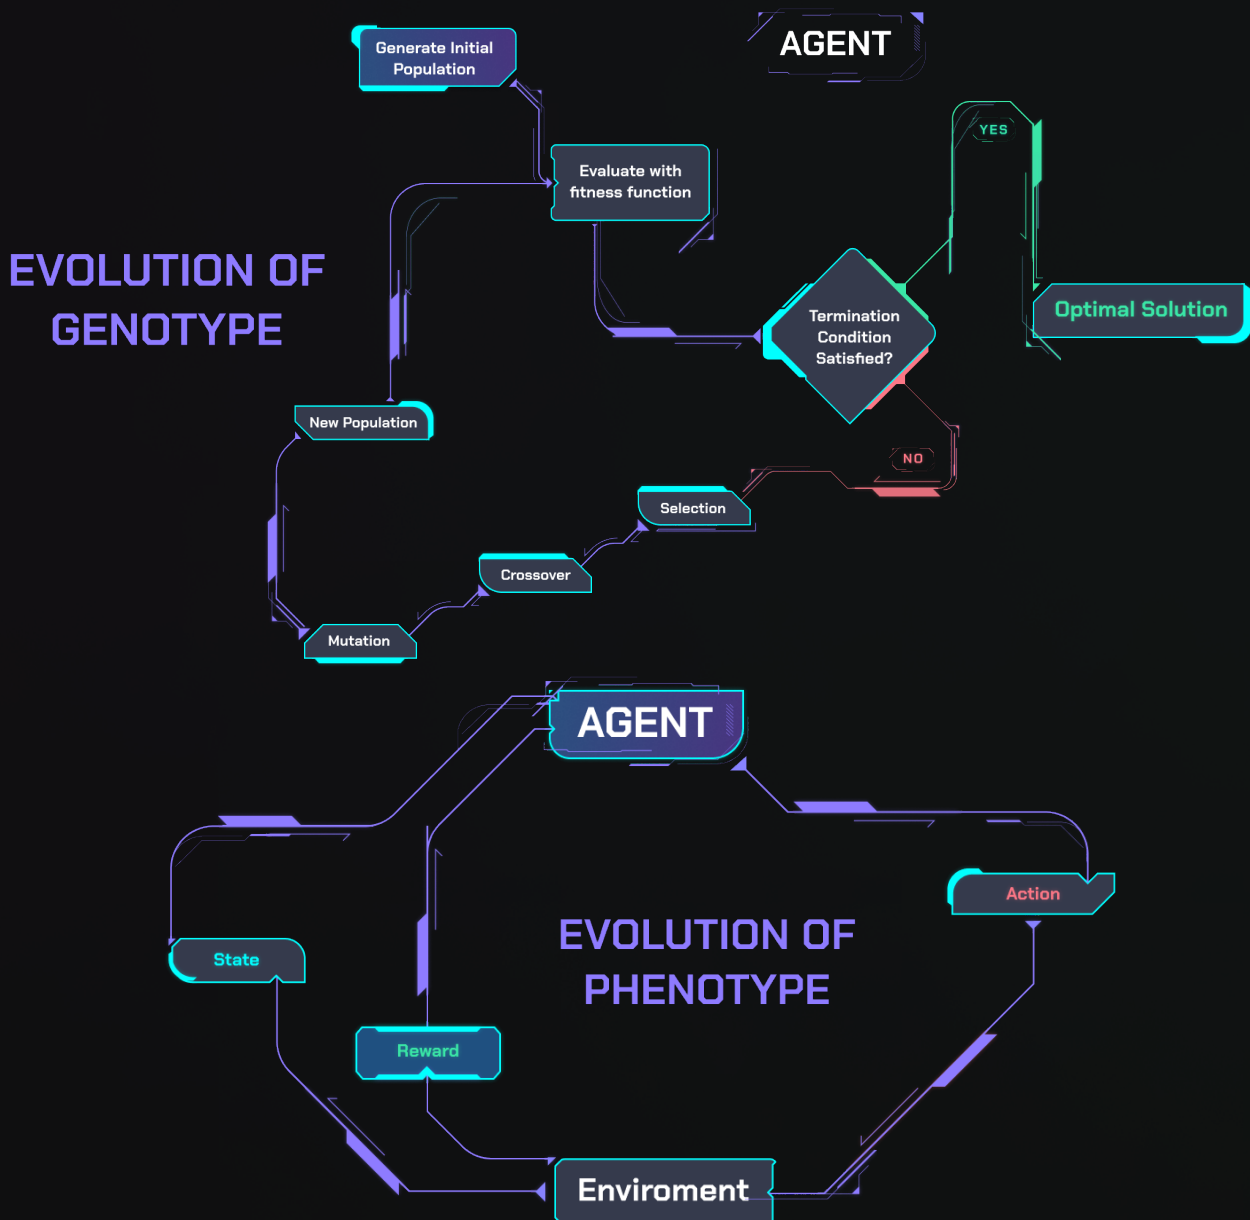 AGENT
Generate Initial
Population
YES
Evaluate with
fitness function
EVOLUTION OF
GENOTYPE
Termination
Condition
Satisfied?
Optimal Solution
New Population
NO
Selection
Crossover
Mutation
AGENT
Action
EVOLUTION OF
PHENOTYPE
State
Reward
Enviroment